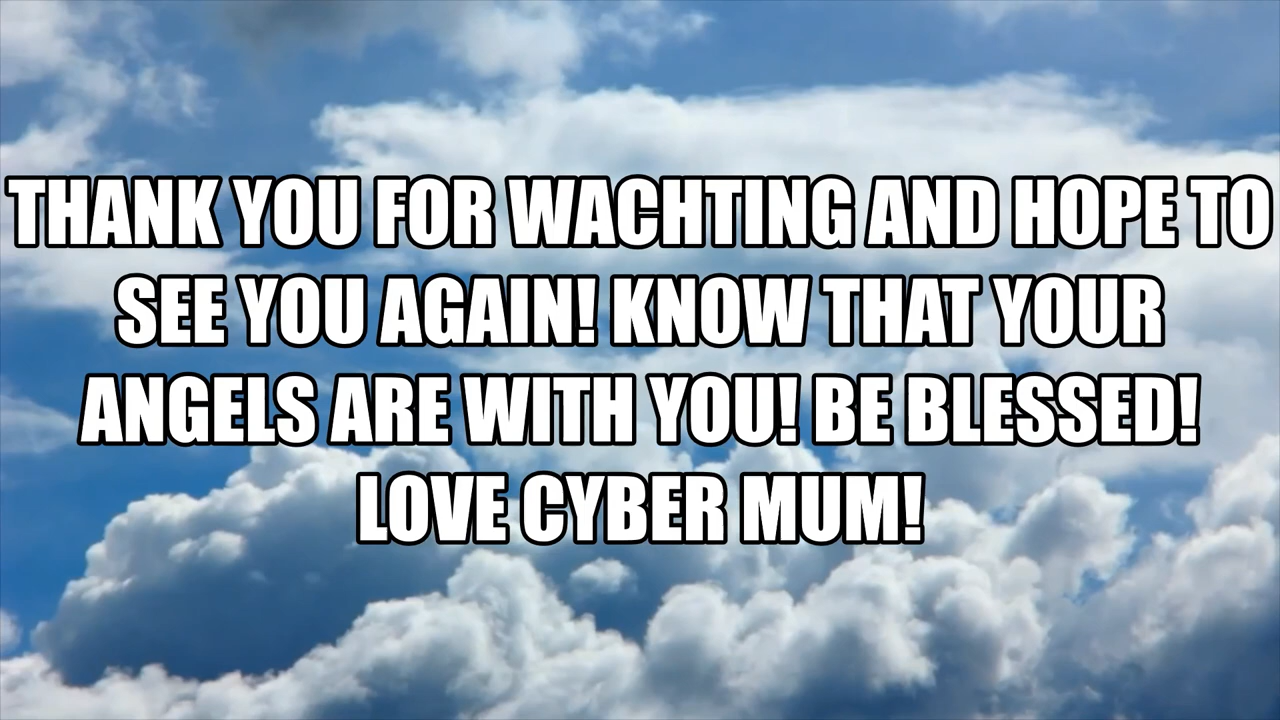 THANK YOU FOR WACHTING AND HOPE TO
SEE YOU AGAIN! KNOW THAT YOUR
ANGELS ARE WITH YOU! BE BLESSED!
LOVE CYBER MUM!